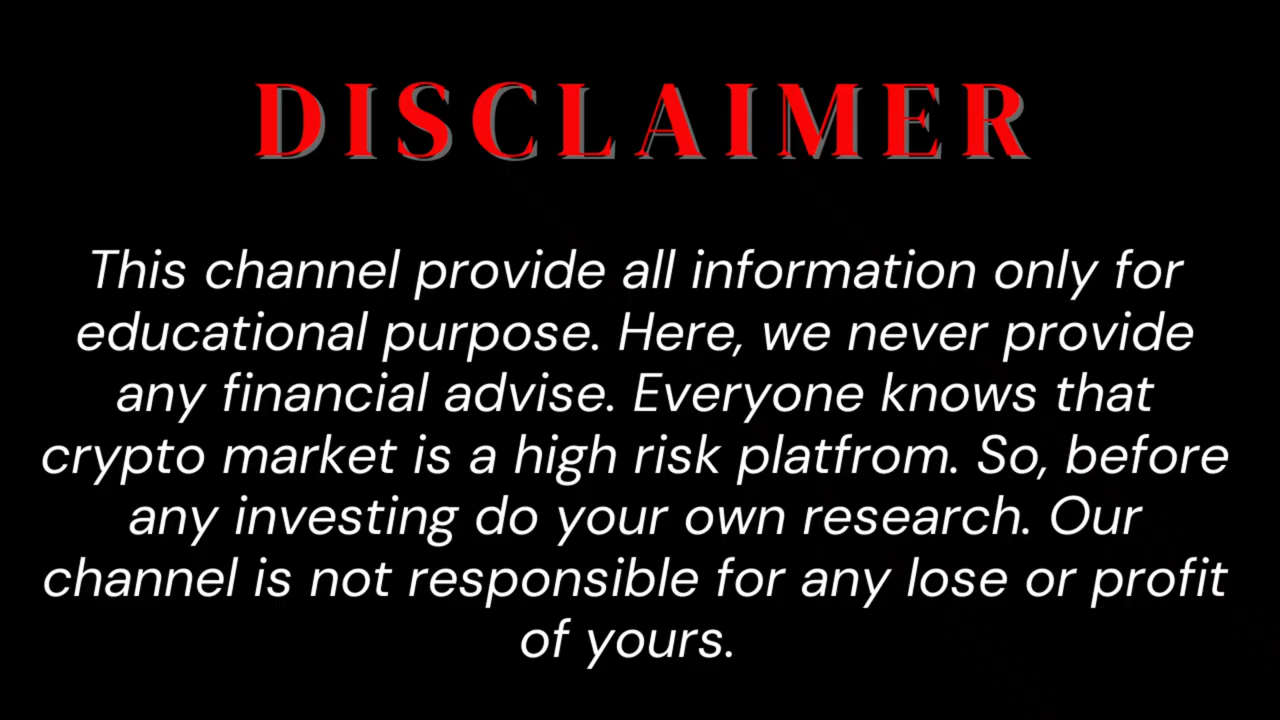 DISCLAIMER
This channel provide all information only for
educational purpose. Here, we never provide
any financial advise. Everyone knows that
crypto market is a high risk platfrom. So, before
any investing do your own research. Our
channel is not responsible for any lose or profit
of yours.